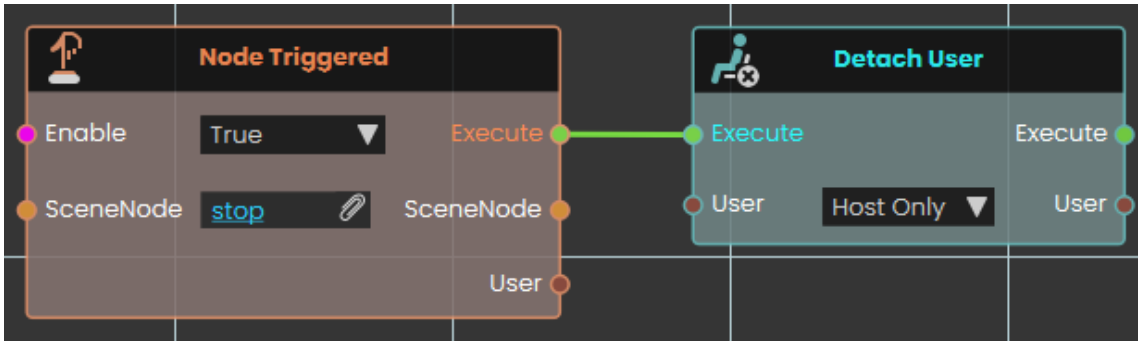 Node Triggered
Enable True Execute
SceneNode stop SceneNode
User
Detach User
Execute Execute
User Host Only User